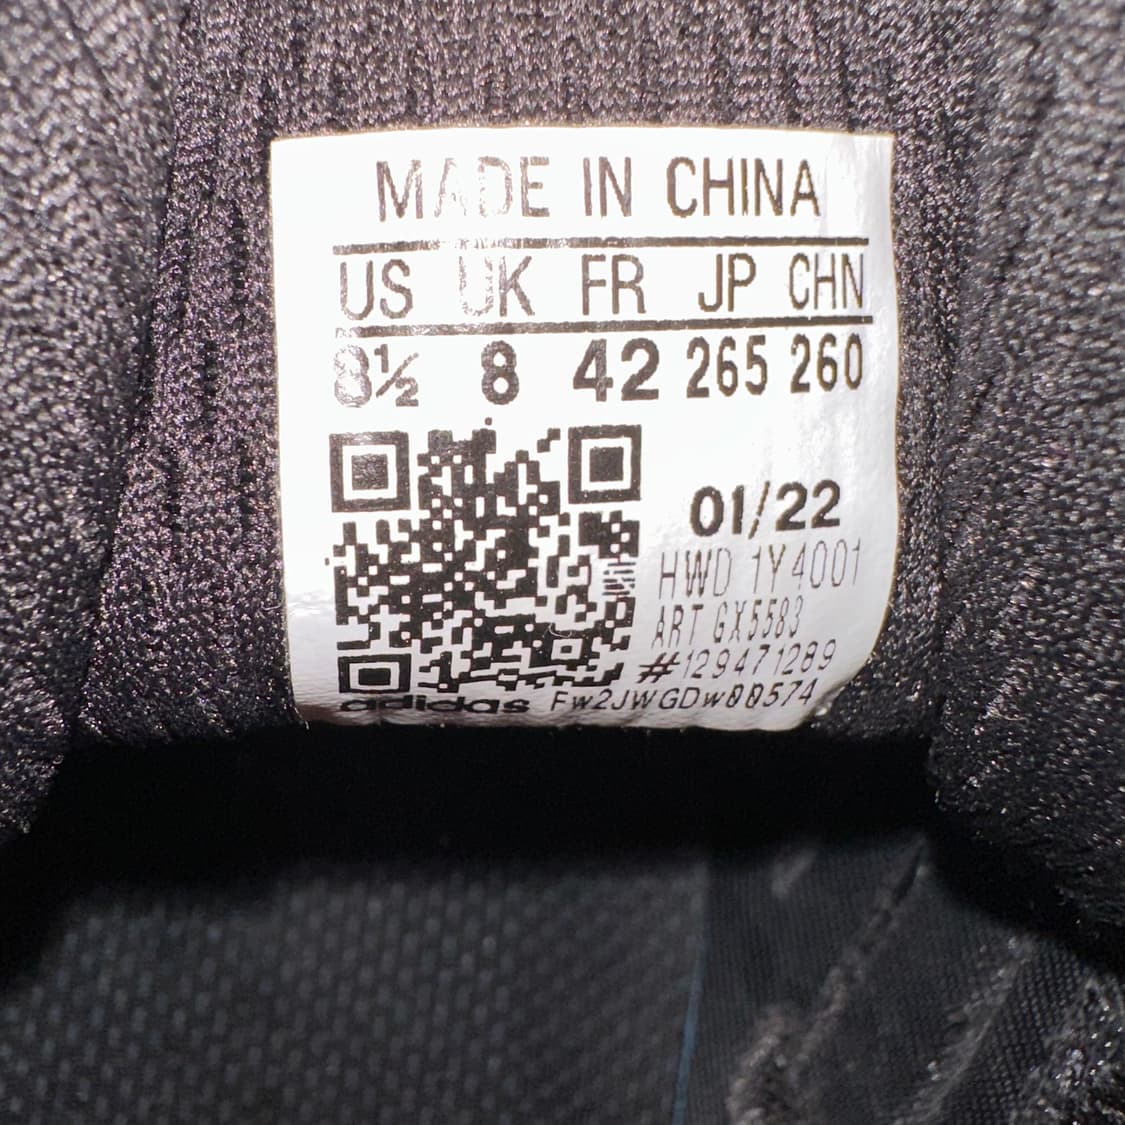 MADE IN CHINA
US UK FR JP CHN
8½ 8 42 265 260
01/22
HWD 1Y4001
ART GX5583
#129471289
adidas FW2JWGDW00574